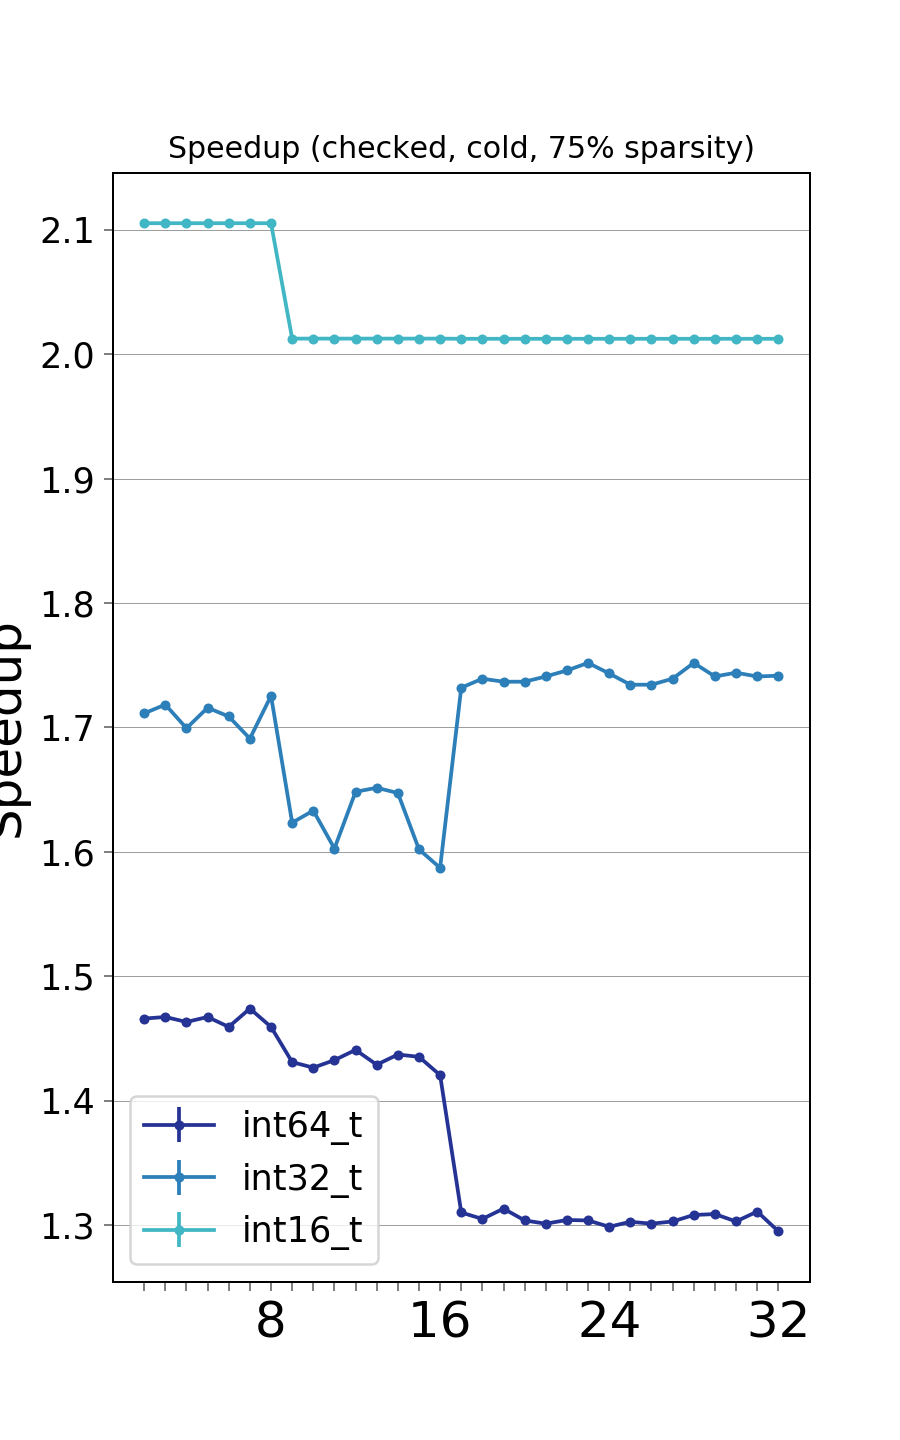 Speedup (checked, cold, 75% sparsity)
2.1
2.0
1.9
1.8
1.7
1.6
1.5
1.4
1.3
Speedup
int64_t
int32_t
int16_t
8 16 24 32